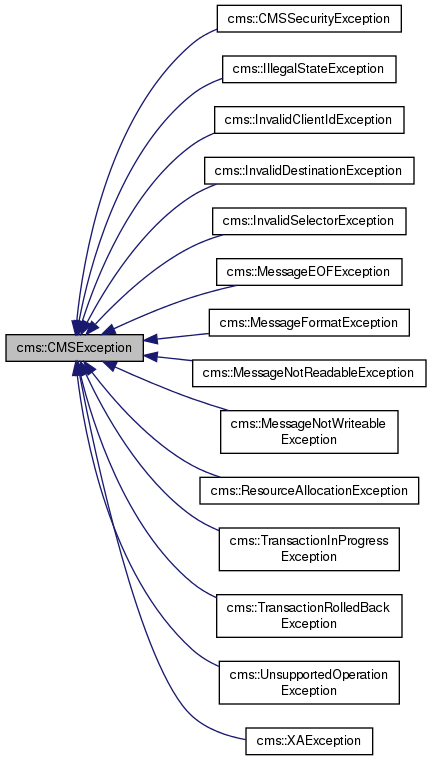 cms::CMSSecurityException
cms::IllegalStateException
cms::InvalidClientIdException
cms::InvalidDestinationException
cms::InvalidSelectorException
cms::MessageEOFException
cms::MessageFormatException
cms::CMSException
cms::MessageNotReadableException
cms::MessageNotWriteable
Exception
cms::ResourceAllocationException
cms::TransactionInProgress
Exception
cms::TransactionRolledBack
Exception
cms::UnsupportedOperation
Exception
cms::XAException